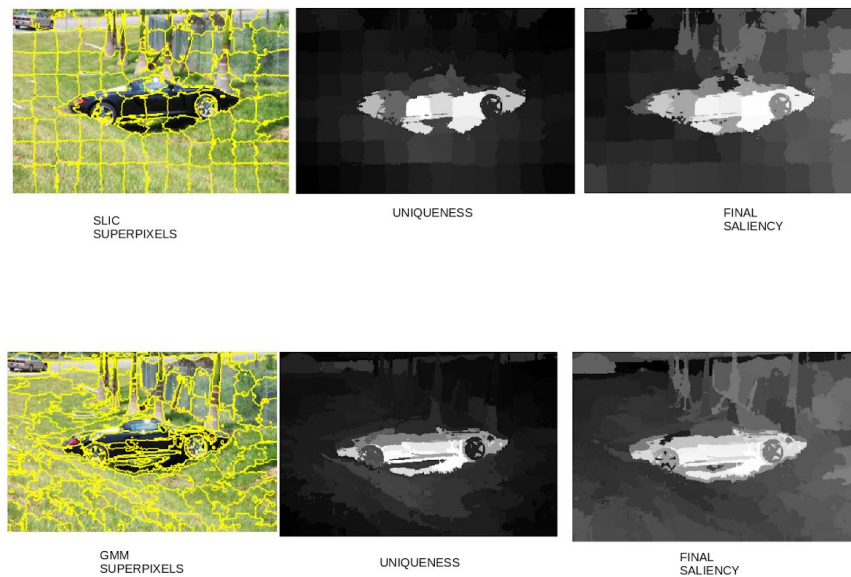 SLIC
SUPERPIXELS
UNIQUENESS
FINAL
SALIENCY
GMM
SUPERPIXELS
UNIQUENESS
FINAL
SALIENCY